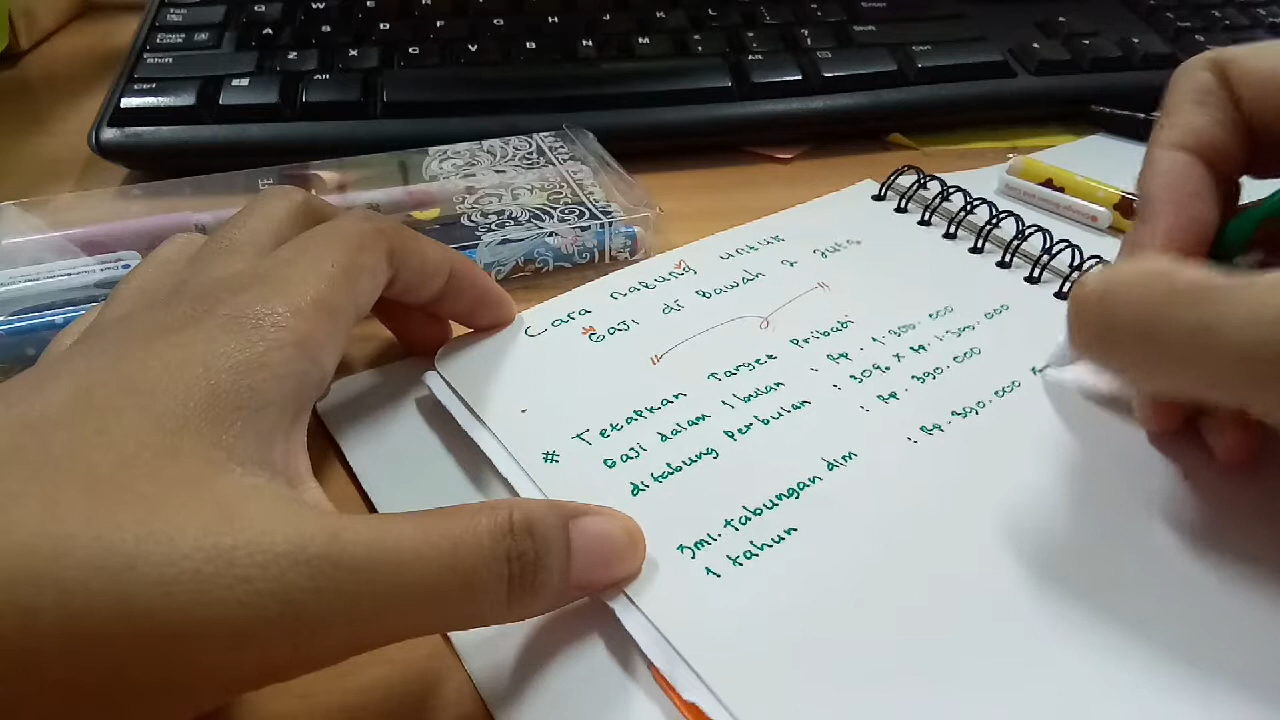 Cara nabung untuk
Gaji di Bawah 2 juta
# Tetapkan Target Pribadi
Gaji dalam 1 bulan : Rp. 1.300.000
ditabung perbulan : 30% x Rp. 1.300.000
: Rp. 390.000
Jml. tabungan dlm : Rp. 390.000
1 tahun